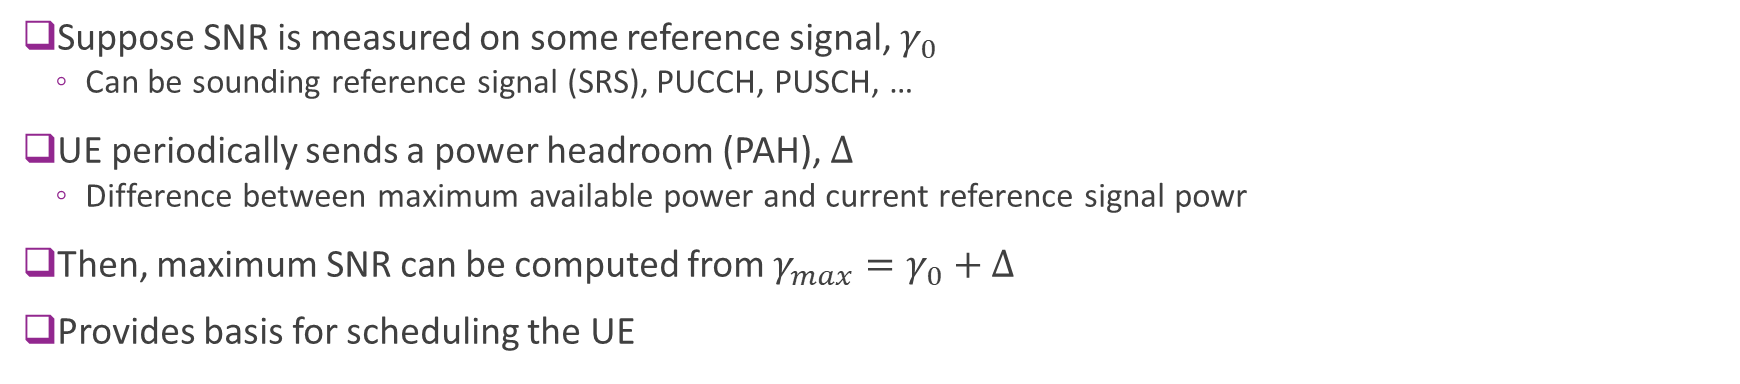 ❑Suppose SNR is measured on some reference signal, γ₀
◦ Can be sounding reference signal (SRS), PUCCH, PUSCH, …
❑UE periodically sends a power headroom (PAH), Δ
◦ Difference between maximum available power and current reference signal powr
❑Then, maximum SNR can be computed from γₘₐₓ = γ₀ + Δ
❑Provides basis for scheduling the UE